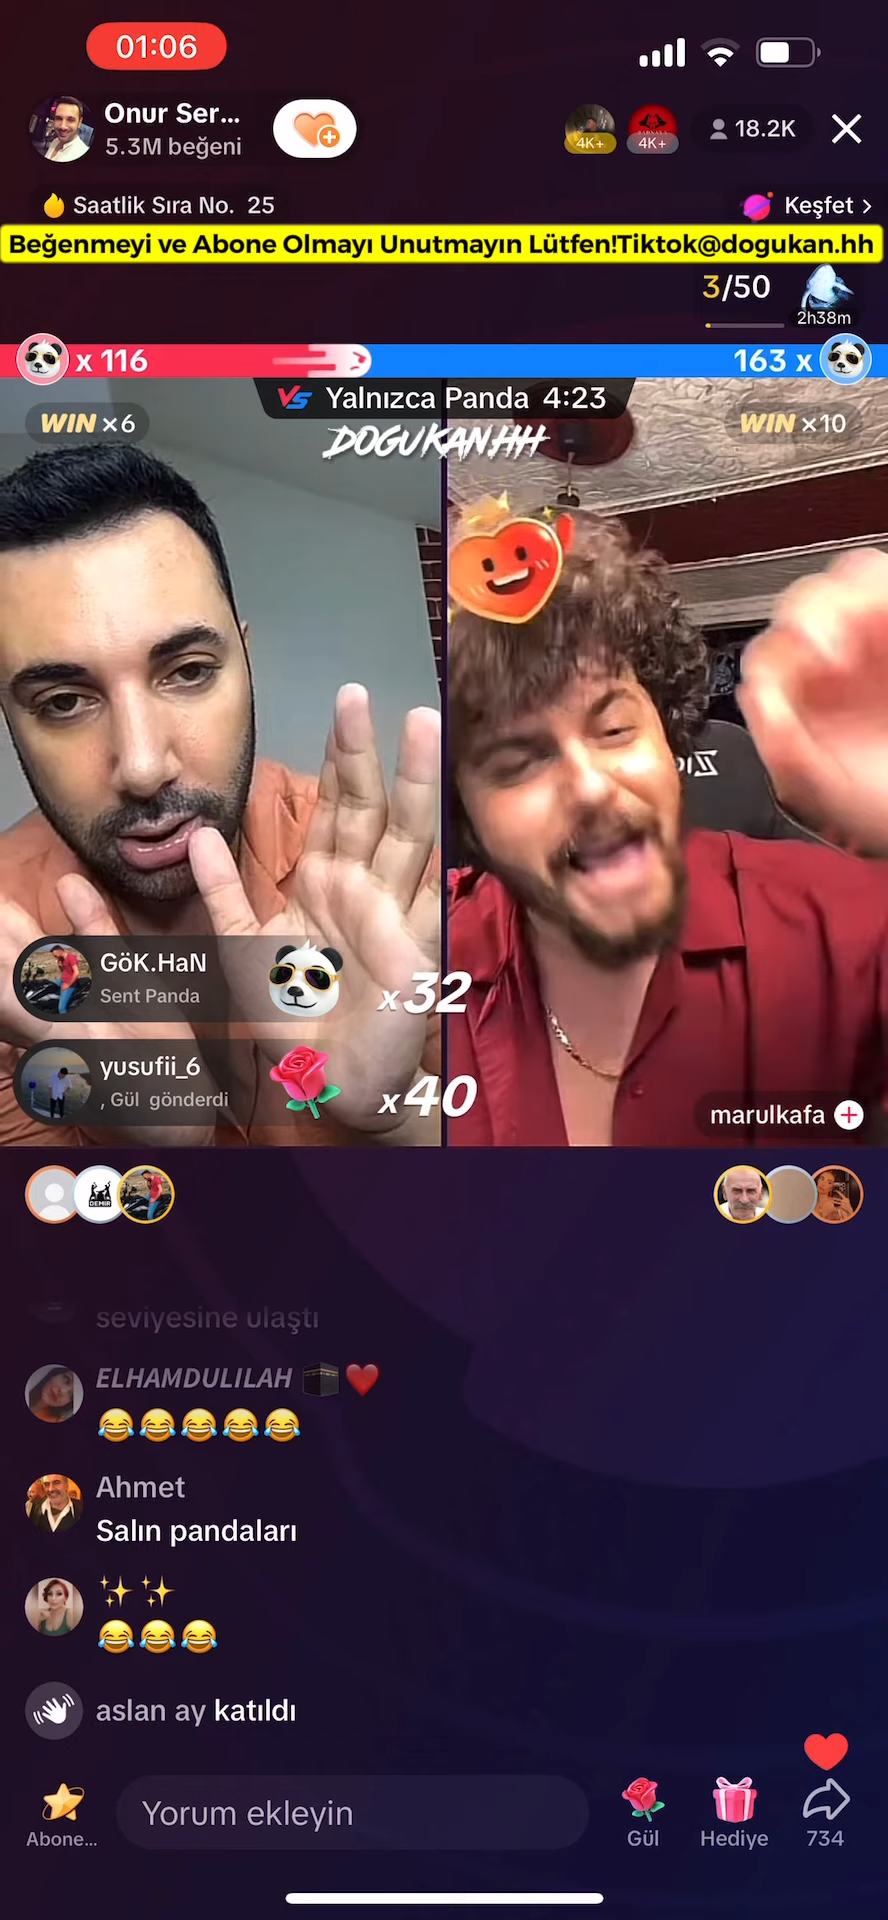 01:06
Onur Ser...
5.3M beğeni
4K+
4K+
18.2K
Saatlik Sıra No. 25
Keşfet >
Beğenmeyi ve Abone Olmayı Unutmayın Lütfen!Tiktok@dogukan.hh
3/50
2h38m
x 116
163 x
VS Yalnızca Panda 4:23
WIN x6
WIN x10
DOGUKAN.HH
GöK.HaN
Sent Panda
x32
yusufii_6
, Gül gönderdi
x40
marulkafa
DEMIR
seviyesine ulaştı
ELHAMDULILAH
Ahmet
Salın pandaları
aslan ay katıldı
Abone...
Yorum ekleyin
Gül
Hediye
734